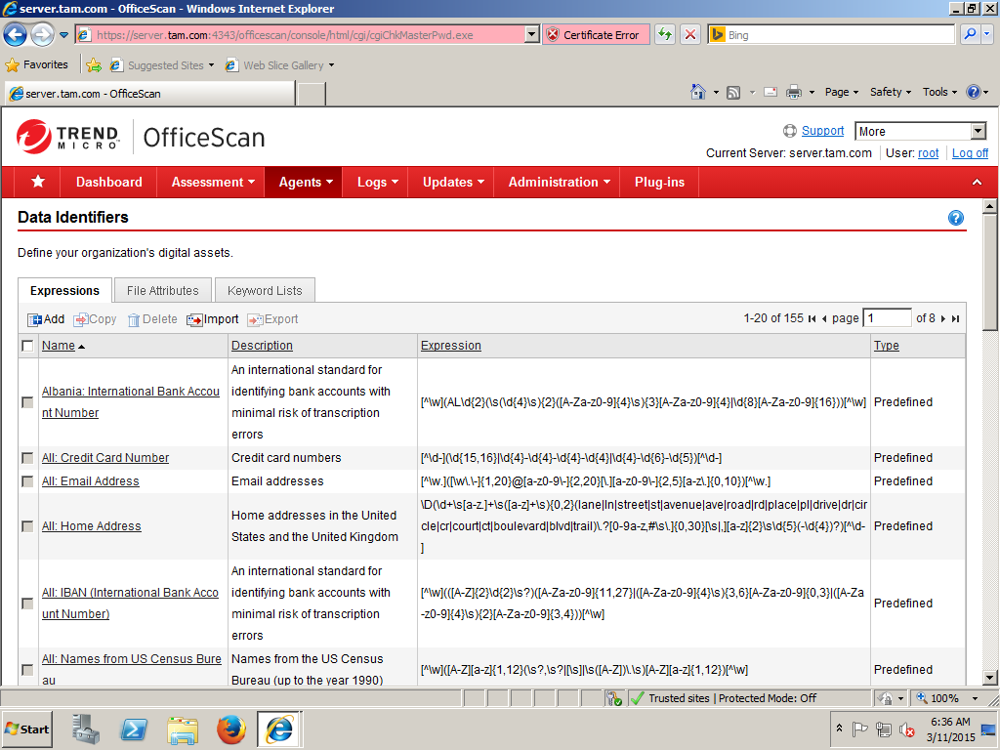 server.tam.com - OfficeScan - Windows Internet Explorer
https://server.tam.com:4343/officescan/console/html/cgi/cgiChkMasterPwd.exe
Certificate Error
Bing
Favorites
Suggested Sites
Web Slice Gallery
server.tam.com - OfficeScan
Page
Safety
Tools
TREND
MICRO
OfficeScan
Support
More
Current Server: server.tam.com
User: root
Log off
Dashboard
Assessment
Agents
Logs
Updates
Administration
Plug-ins
Data Identifiers
Define your organization's digital assets.
Expressions
File Attributes
Keyword Lists
Add
Copy
Delete
Import
Export
1-20 of 155
page
1
of 8
Name
Description
Expression
Type
Albania: International Bank Accou
nt Number
An international standard for
identifying bank accounts with
minimal risk of transcription
errors
[^\w](AL\d{2}(\s(\d{4}\s){2}([A-Za-z0-9]{4}\s){3}[A-Za-z0-9]{4}|\d{8}[A-Za-z0-9]{16}))[^\w]
Predefined
All: Credit Card Number
Credit card numbers
[^\d-](\d{15,16}|\d{4}-\d{4}-\d{4}-\d{4}|\d{4}-\d{6}-\d{5})[^\d-]
Predefined
All: Email Address
Email addresses
[^\w.]([\w\.\-]{1,20}@[a-z0-9\-]{2,20}[\.][a-z0-9\-]{2,5}[a-z\.]{0,10})[^\w.]
Predefined
All: Home Address
Home addresses in the United
States and the United Kingdom
\D(\d+\s[a-z.]+\s([a-z]+\s){0,2}(lane|ln|street|st|avenue|ave|road|rd|place|pl|drive|dr|cir
cle|cr|court|ct|boulevard|blvd|trail)\.?[0-9a-z,#\s\.]{0,30}[\s|,][a-z]{2}\s\d{5}(-\d{4})?)[^\d-
]
Predefined
All: IBAN (International Bank Acco
unt Number)
An international standard for
identifying bank accounts with
minimal risk of transcription
errors
[^\w](([A-Z]{2}\d{2}\s?)([A-Za-z0-9]{11,27}|([A-Za-z0-9]{4}\s){3,6}[A-Za-z0-9]{0,3}|([A-Za
-z0-9]{4}\s){2}[A-Za-z0-9]{3,4}))[^\w]
Predefined
All: Names from US Census Bure
au
Names from the US Census
Bureau (up to the year 1990)
[^\w]([A-Z][a-z]{1,12}(\s?,\s?|[\s]|\s([A-Z])\.\s)[A-Z][a-z]{1,12})[^\w]
Predefined
Trusted sites | Protected Mode: Off
100%
Start
6:36 AM
3/11/2015